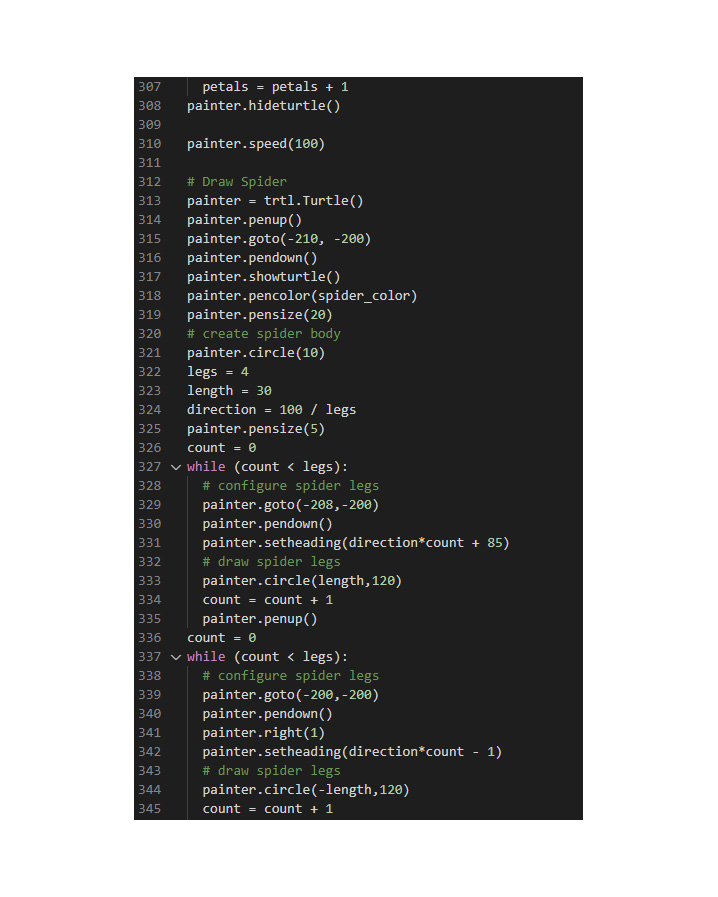 307 petals = petals + 1
308 painter.hideturtle()
309
310 painter.speed(100)
311
312 # Draw Spider
313 painter = trtl.Turtle()
314 painter.penup()
315 painter.goto(-210, -200)
316 painter.pendown()
317 painter.showturtle()
318 painter.pencolor(spider_color)
319 painter.pensize(20)
320 # create spider body
321 painter.circle(10)
322 legs = 4
323 length = 30
324 direction = 100 / legs
325 painter.pensize(5)
326 count = 0
327 while (count < legs):
328 # configure spider legs
329 painter.goto(-208,-200)
330 painter.pendown()
331 painter.setheading(direction*count + 85)
332 # draw spider legs
333 painter.circle(length,120)
334 count = count + 1
335 painter.penup()
336 count = 0
337 while (count < legs):
338 # configure spider legs
339 painter.goto(-200,-200)
340 painter.pendown()
341 painter.right(1)
342 painter.setheading(direction*count - 1)
343 # draw spider legs
344 painter.circle(-length,120)
345 count = count + 1